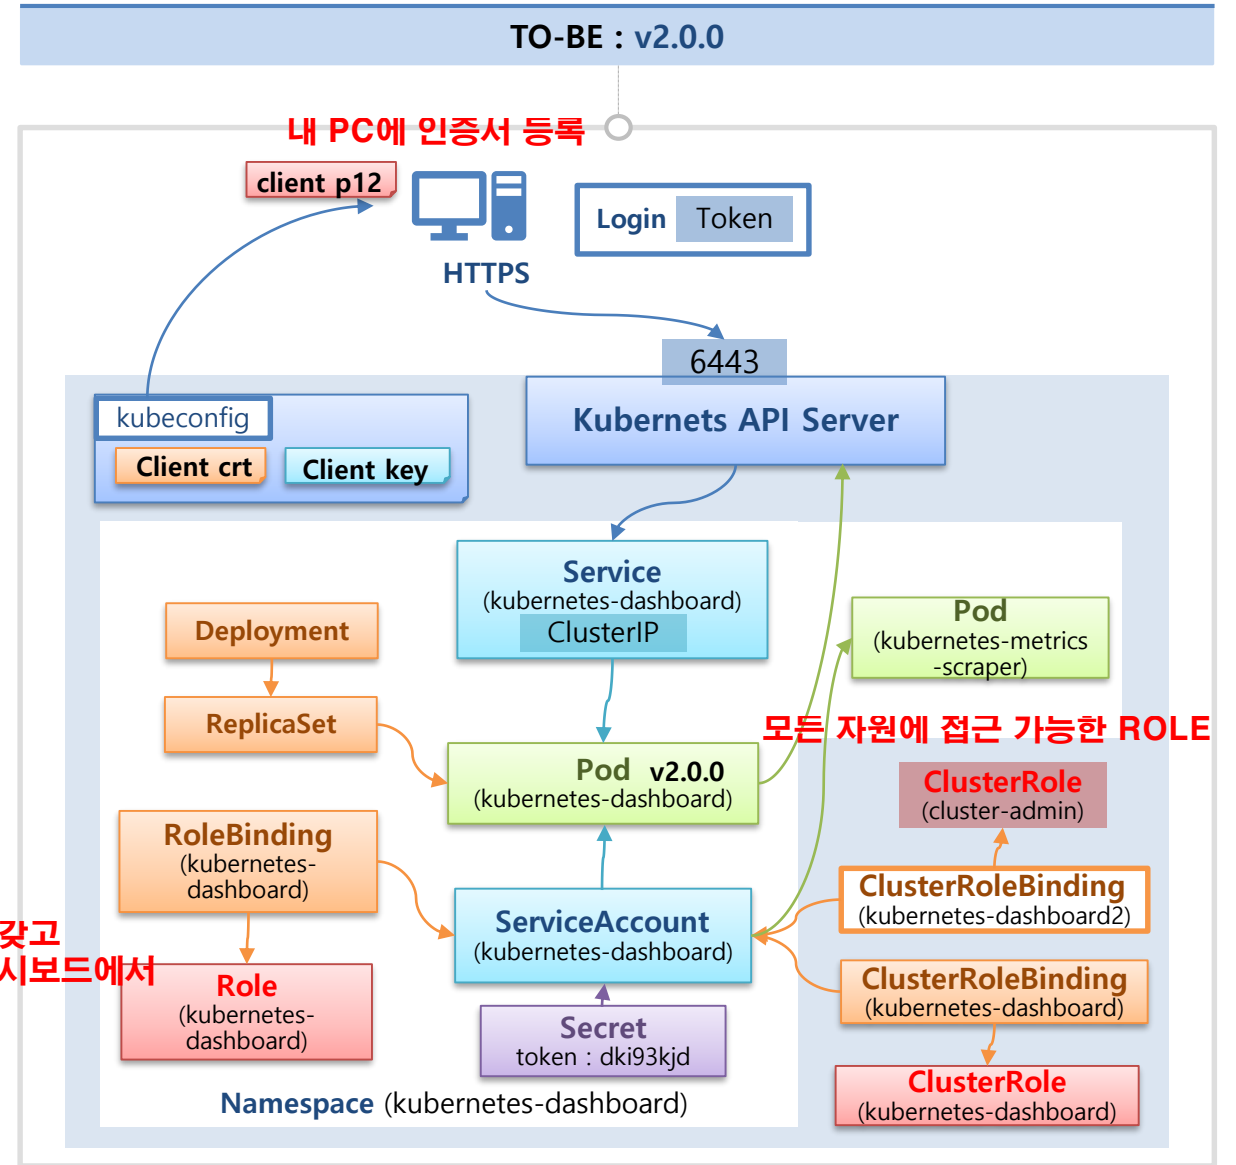 TO-BE : v2.0.0
내 PC에 인증서 등록
client p12
Login Token
HTTPS
6443
Kubernets API Server
kubeconfig
Client crt
Client key
Service
(kubernetes-dashboard)
ClusterIP
Deployment
Pod
(kubernetes-metrics
-scraper)
ReplicaSet
모든 자원에 접근 가능한 ROLE
Pod v2.0.0
(kubernetes-dashboard)
ClusterRole
(cluster-admin)
RoleBinding
(kubernetes-
dashboard)
ClusterRoleBinding
(kubernetes-dashboard2)
ServiceAccount
(kubernetes-dashboard)
갖고
시보드에서
ClusterRoleBinding
(kubernetes-dashboard)
Role
(kubernetes-
dashboard)
Secret
token : dki93kjd
ClusterRole
(kubernetes-dashboard)
Namespace (kubernetes-dashboard)